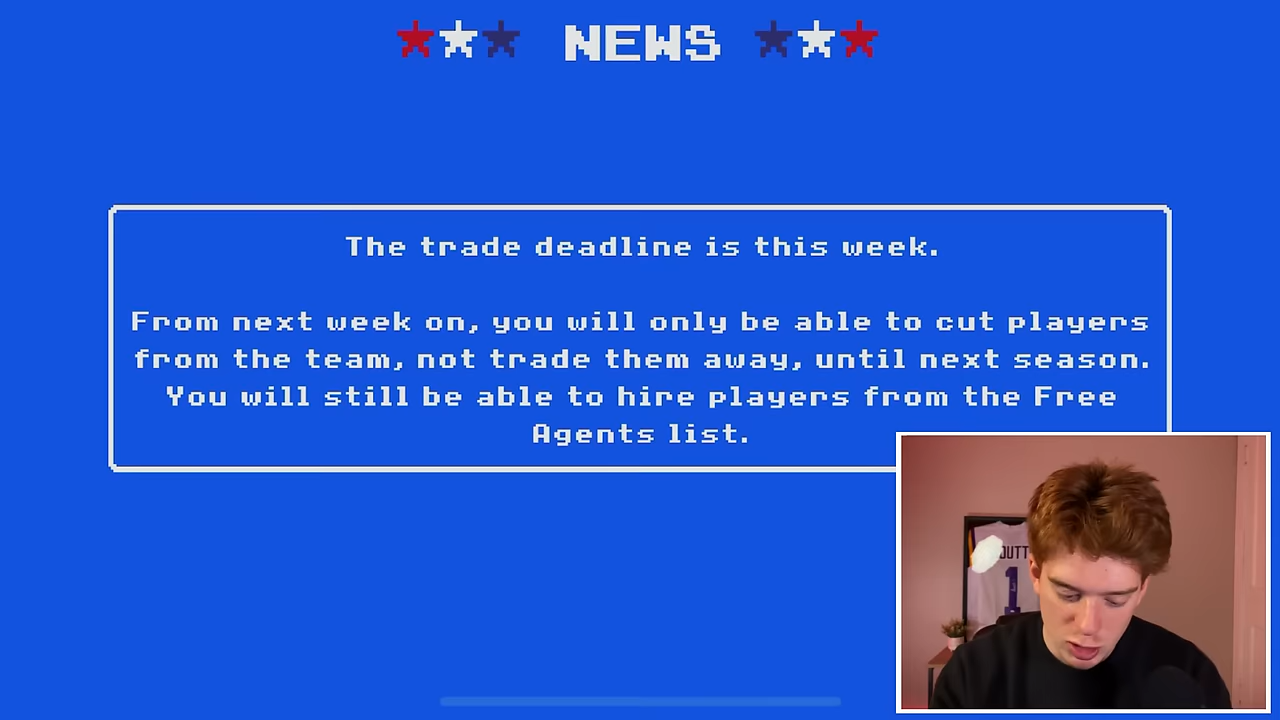 NEWS
The trade deadline is this week.
From next week on, you will only be able to cut players
from the team, not trade them away, until next season.
You will still be able to hire players from the Free
Agents list.
OUTT
1